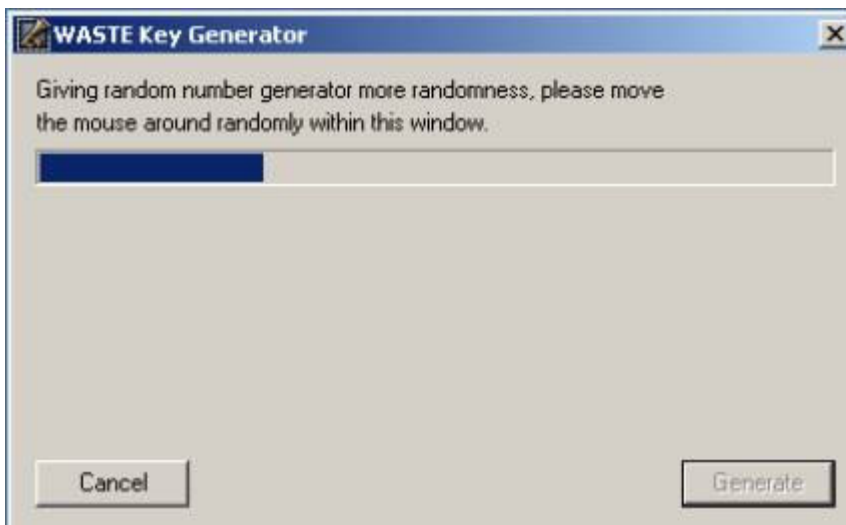 WASTE Key Generator
Giving random number generator more randomness, please move
the mouse around randomly within this window.
Cancel
Generate